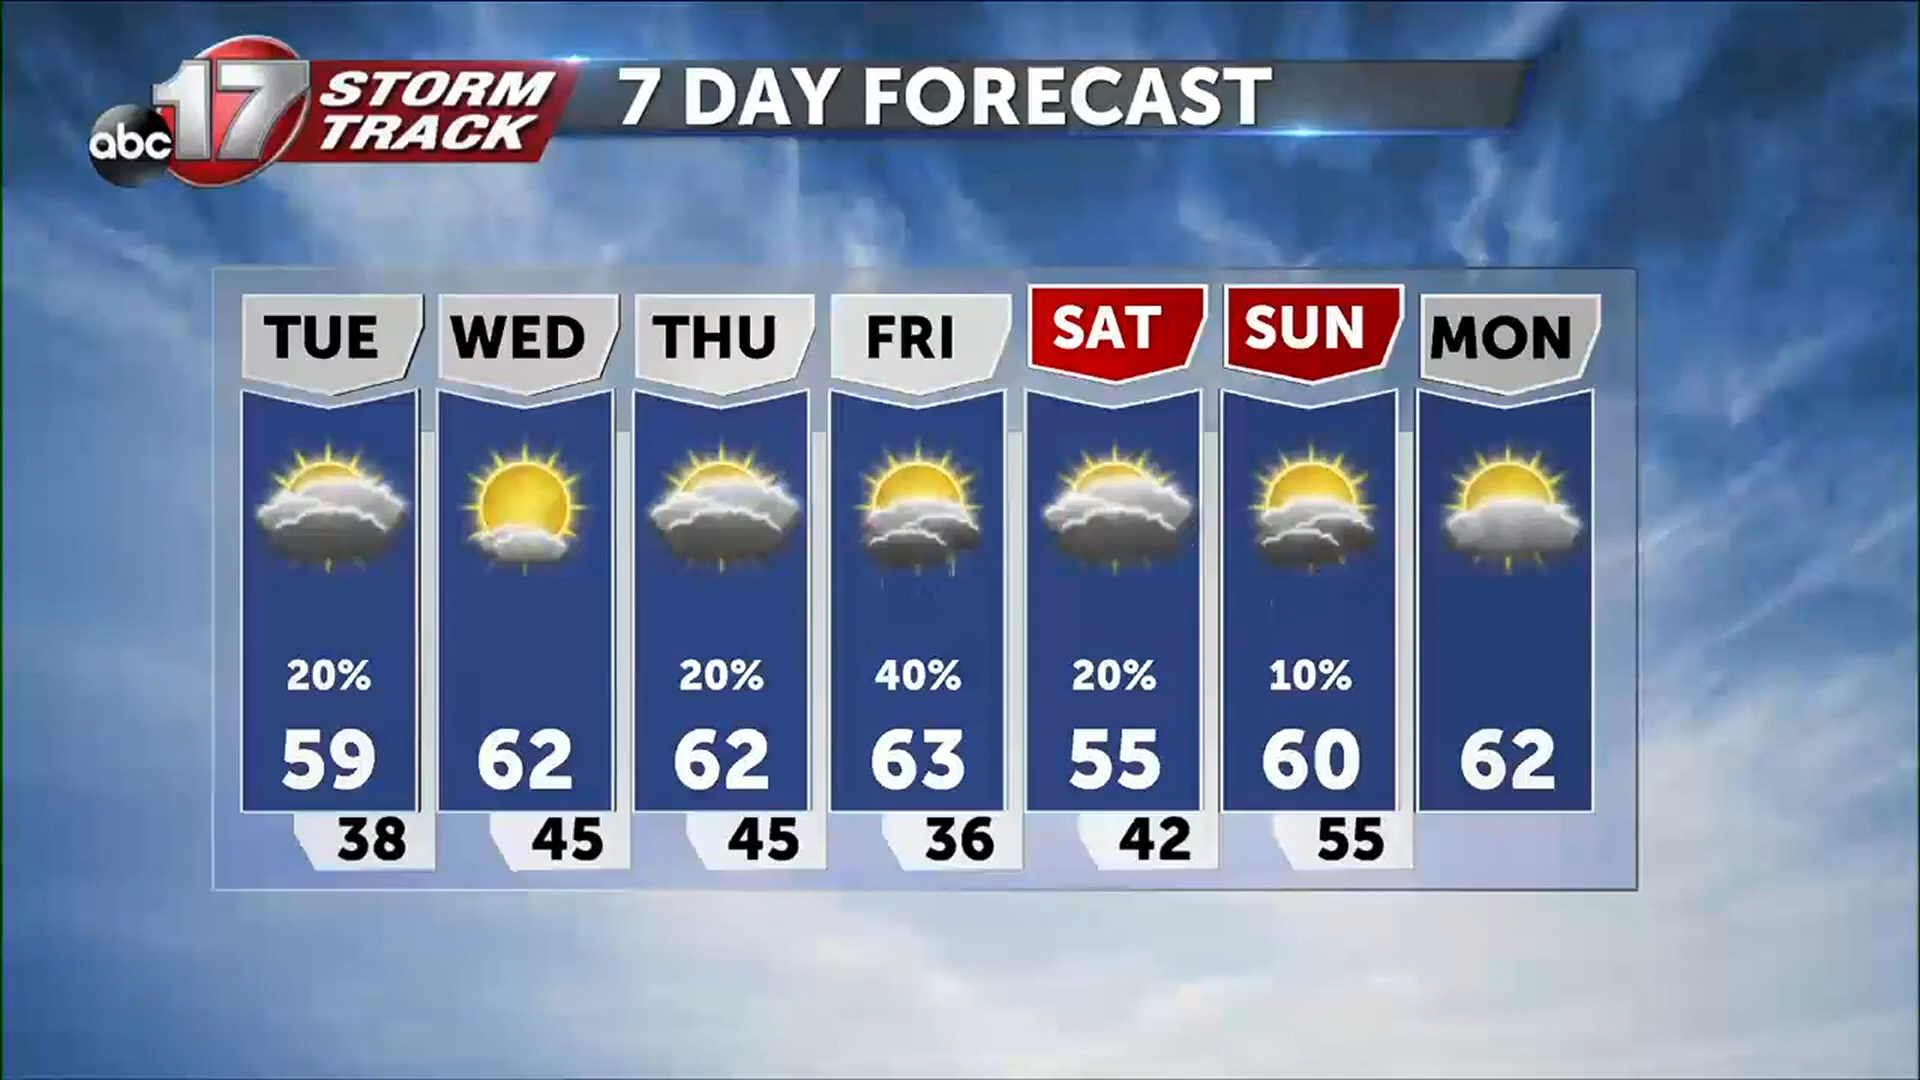 abc 17 STORM TRACK
7 DAY FORECAST
TUE WED THU FRI SAT SUN MON
20% 20% 40% 20% 10%
59 62 62 63 55 60 62
38 45 45 36 42 55